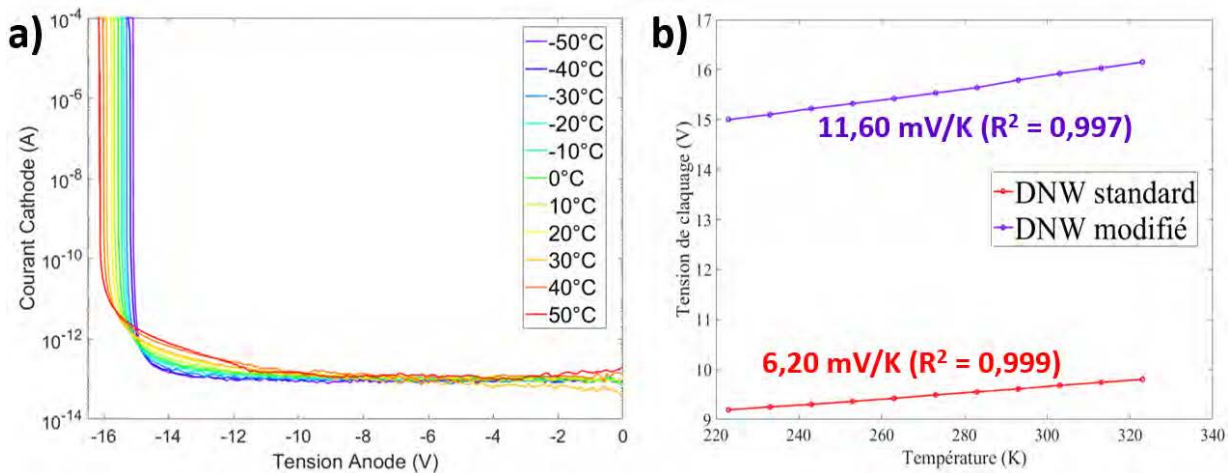 a)
Courant Cathode (A)
10⁻⁴
10⁻⁶
10⁻⁸
10⁻¹⁰
10⁻¹²
10⁻¹⁴
-16
-14
-12
-10
-8
-6
-4
-2
0
Tension Anode (V)
-50°C
-40°C
-30°C
-20°C
-10°C
0°C
10°C
20°C
30°C
40°C
50°C
b)
Tension de claquage (V)
17
16
15
14
13
12
11
10
9
220
240
260
280
300
320
340
Température (K)
11,60 mV/K (R² = 0,997)
DNW standard
DNW modifié
6,20 mV/K (R² = 0,999)